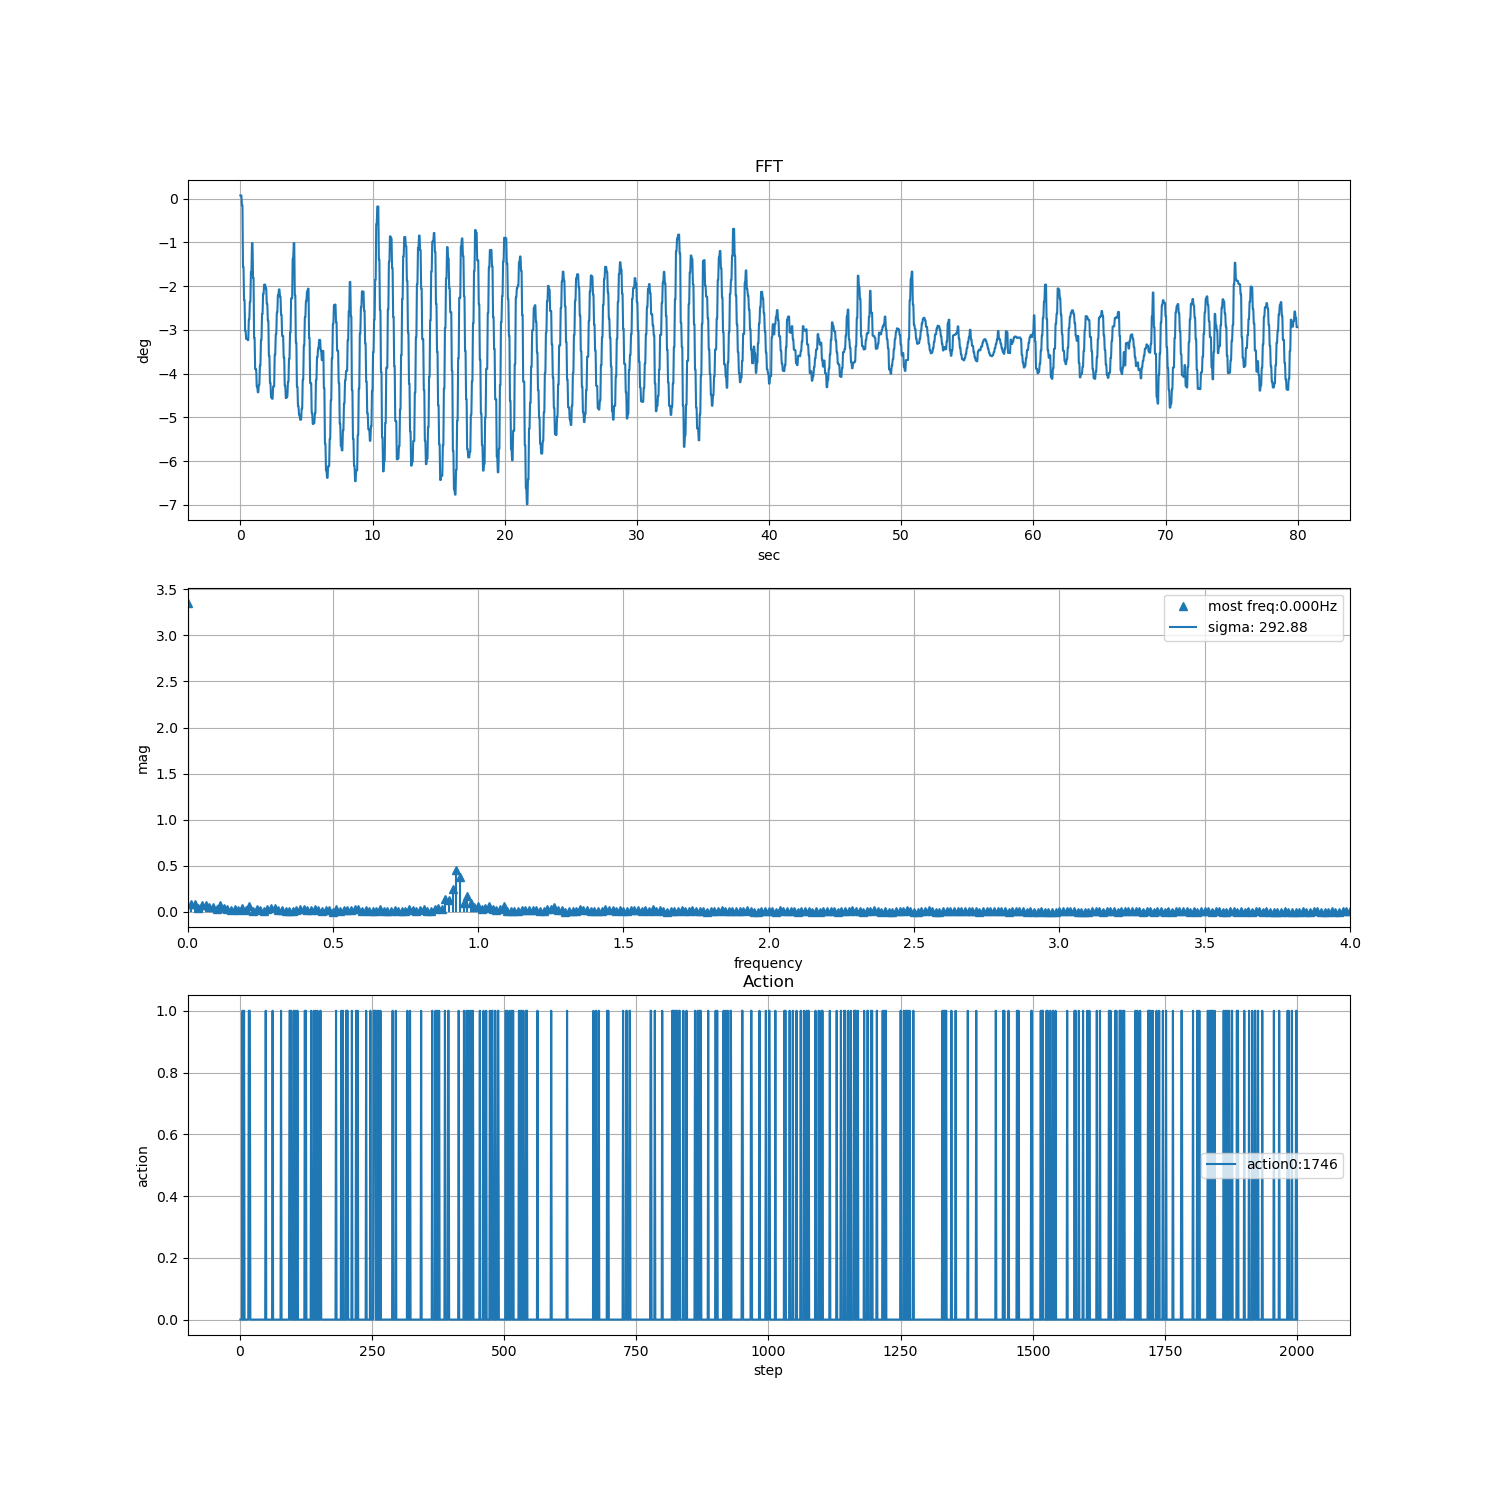 FFT
0
−1
−2
−3
−4
−5
−6
−7
deg
0 10 20 30 40 50 60 70 80
sec
3.5
3.0
2.5
2.0
1.5
1.0
0.5
0.0
mag
most freq:0.000Hz
sigma: 292.88
0.0 0.5 1.0 1.5 2.0 2.5 3.0 3.5 4.0
frequency
Action
1.0
0.8
0.6
0.4
0.2
0.0
action
action0:1746
0 250 500 750 1000 1250 1500 1750 2000
step